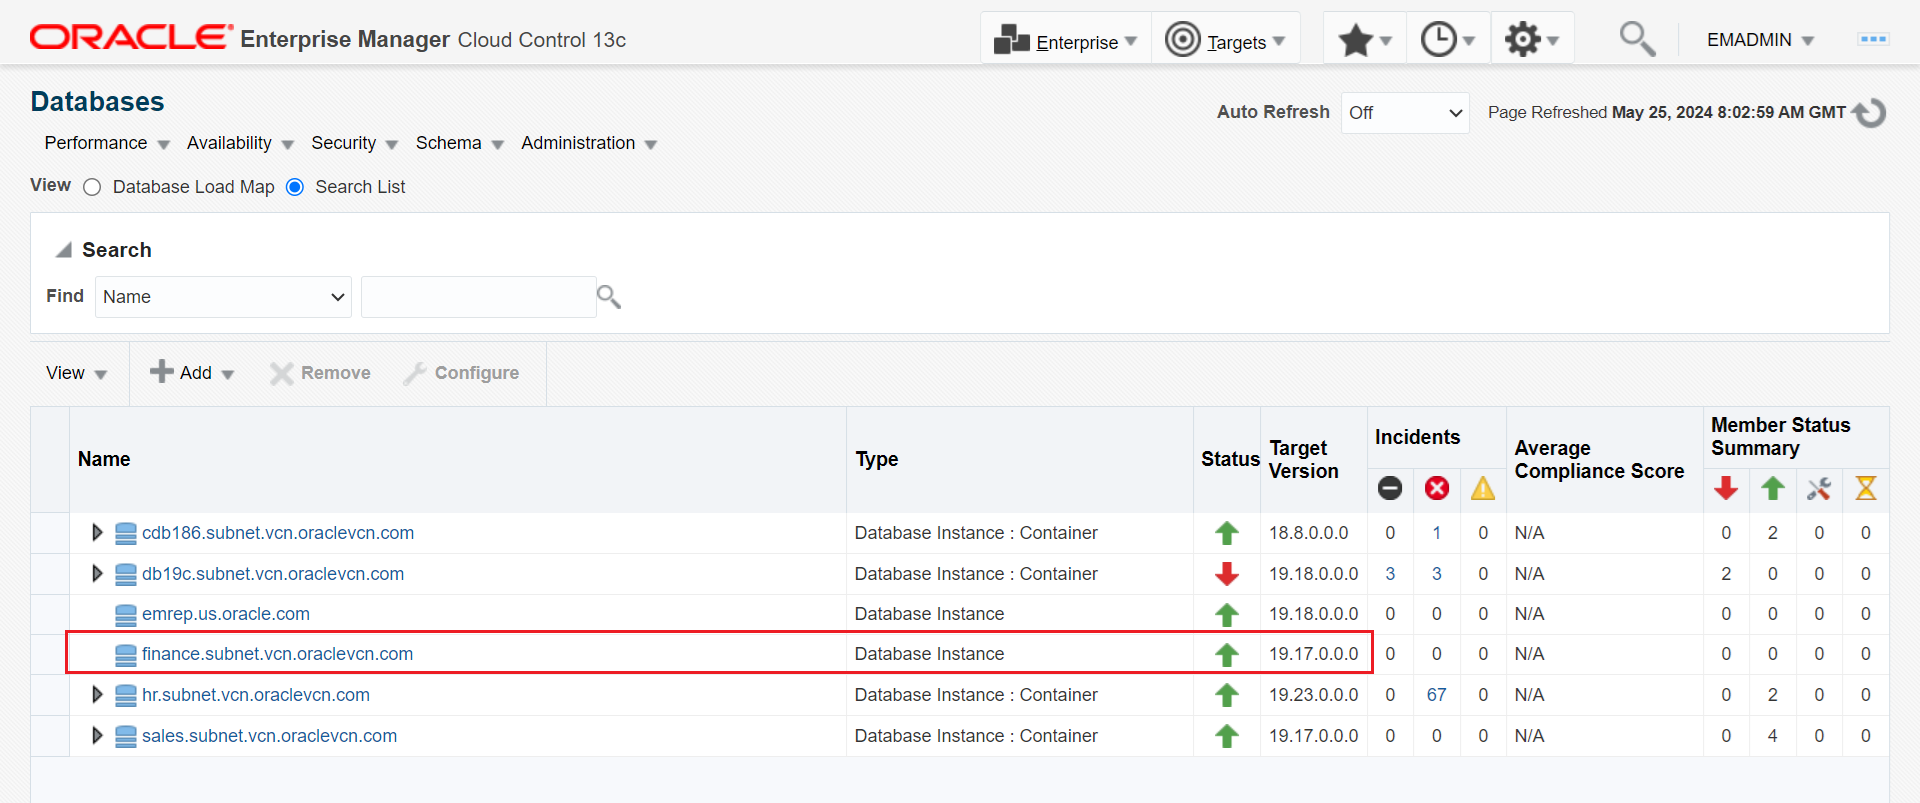 ORACLE Enterprise Manager Cloud Control 13c
Enterprise Targets EMADMIN
Databases
Auto Refresh Off Page Refreshed May 25, 2024 8:02:59 AM GMT
Performance Availability Security Schema Administration
View Database Load Map Search List
Search
Find Name
View Add Remove Configure
Name Type Status Target Version Incidents Average Compliance Score Member Status Summary
cdb186.subnet.vcn.oraclevcn.com Database Instance : Container 18.8.0.0.0 0 1 0 N/A 0 2 0 0
db19c.subnet.vcn.oraclevcn.com Database Instance : Container 19.18.0.0.0 3 3 0 N/A 2 0 0 0
emrep.us.oracle.com Database Instance 19.18.0.0.0 0 0 0 N/A 0 0 0 0
finance.subnet.vcn.oraclevcn.com Database Instance 19.17.0.0.0 0 0 0 N/A 0 0 0 0
hr.subnet.vcn.oraclevcn.com Database Instance : Container 19.23.0.0.0 0 67 0 N/A 0 2 0 0
sales.subnet.vcn.oraclevcn.com Database Instance : Container 19.17.0.0.0 0 0 0 N/A 0 4 0 0